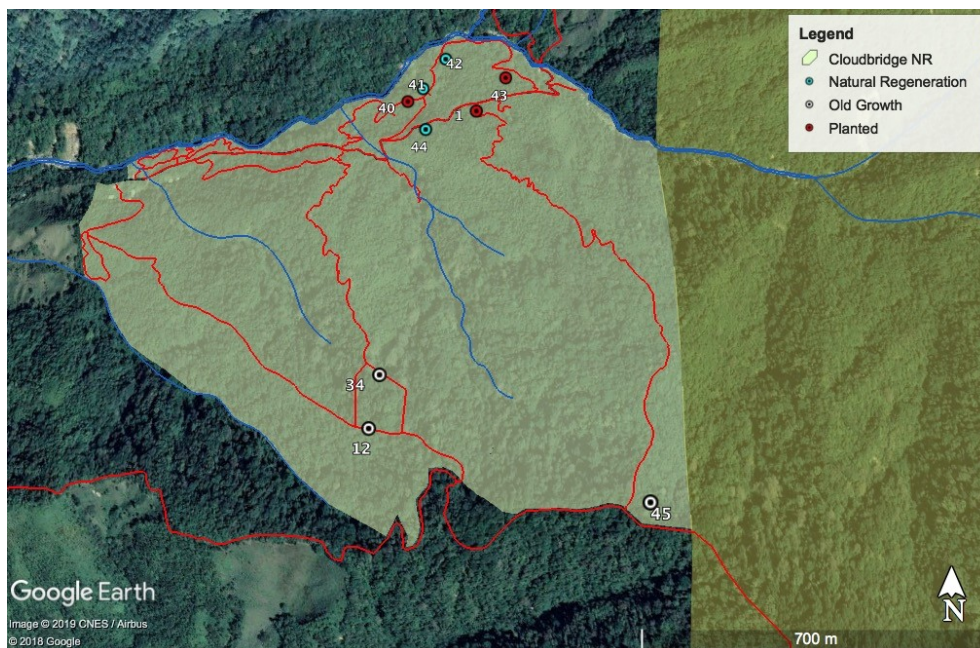 Legend
Cloudbridge NR
Natural Regeneration
Old Growth
Planted
42
41
43
40
1
44
34
12
45
Google Earth
Image © 2019 CNES / Airbus
© 2018 Google
N
700 m